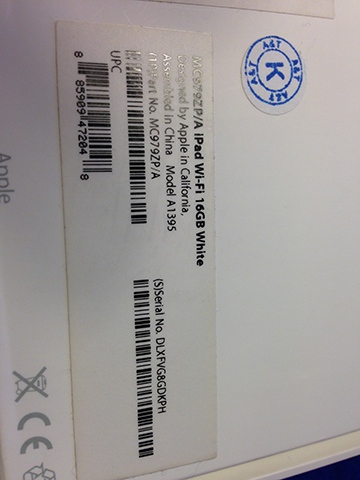 MC979ZP/A iPad Wi-Fi 16GB White
Designed by Apple in California,
Assembled in China Model A1395
(1P)Part No. MC979ZP/A
UPC
8 85909 47204 8
(S)Serial No. DLXFVG8GDKPH
A&T
A&T
A&T
A&T
K
Apple
CE